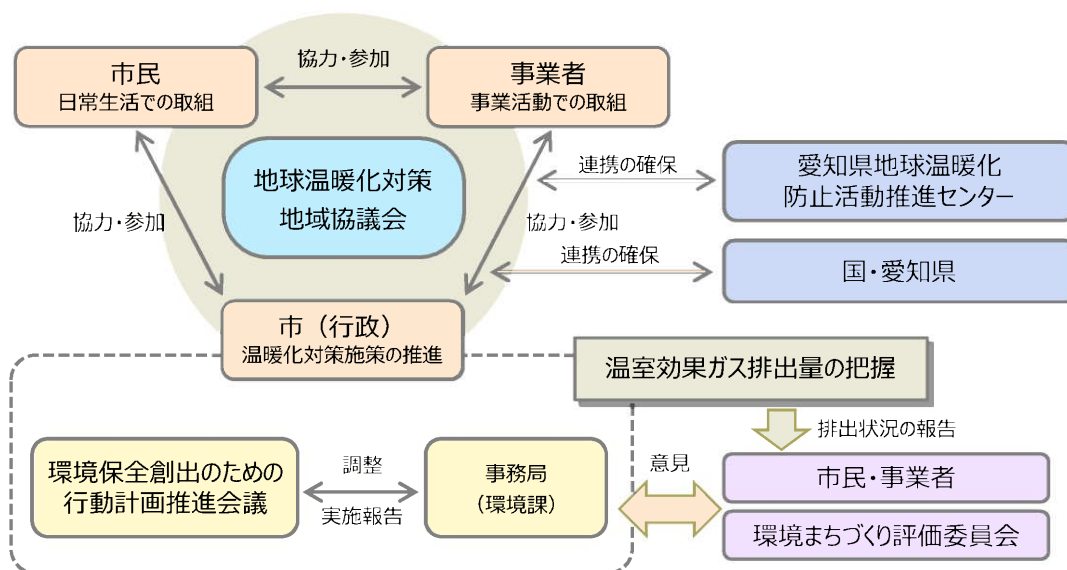 協力・参加
市民
日常生活での取組
事業者
事業活動での取組
地球温暖化対策
地域協議会
連携の確保
愛知県地球温暖化
防止活動推進センター
協力・参加
協力・参加
連携の確保
国・愛知県
市（行政）
温暖化対策施策の推進
温室効果ガス排出量の把握
排出状況の報告
環境保全創出のための
行動計画推進会議
調整
実施報告
事務局
（環境課）
意見
市民・事業者
環境まちづくり評価委員会